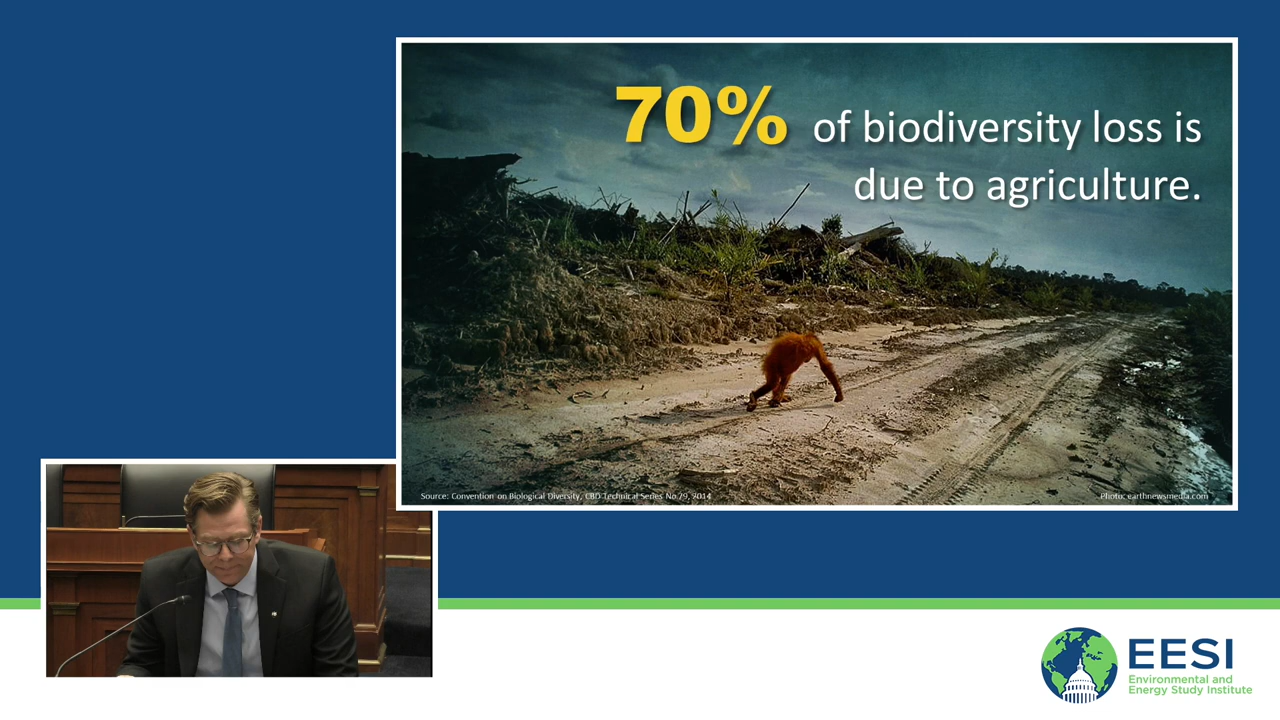 70% of biodiversity loss is
due to agriculture.
Source: Convention on Biological Diversity, CBD Technical Series No 79, 2014
Photo: earthnewsmedia.com
EESI
Environmental and
Energy Study Institute